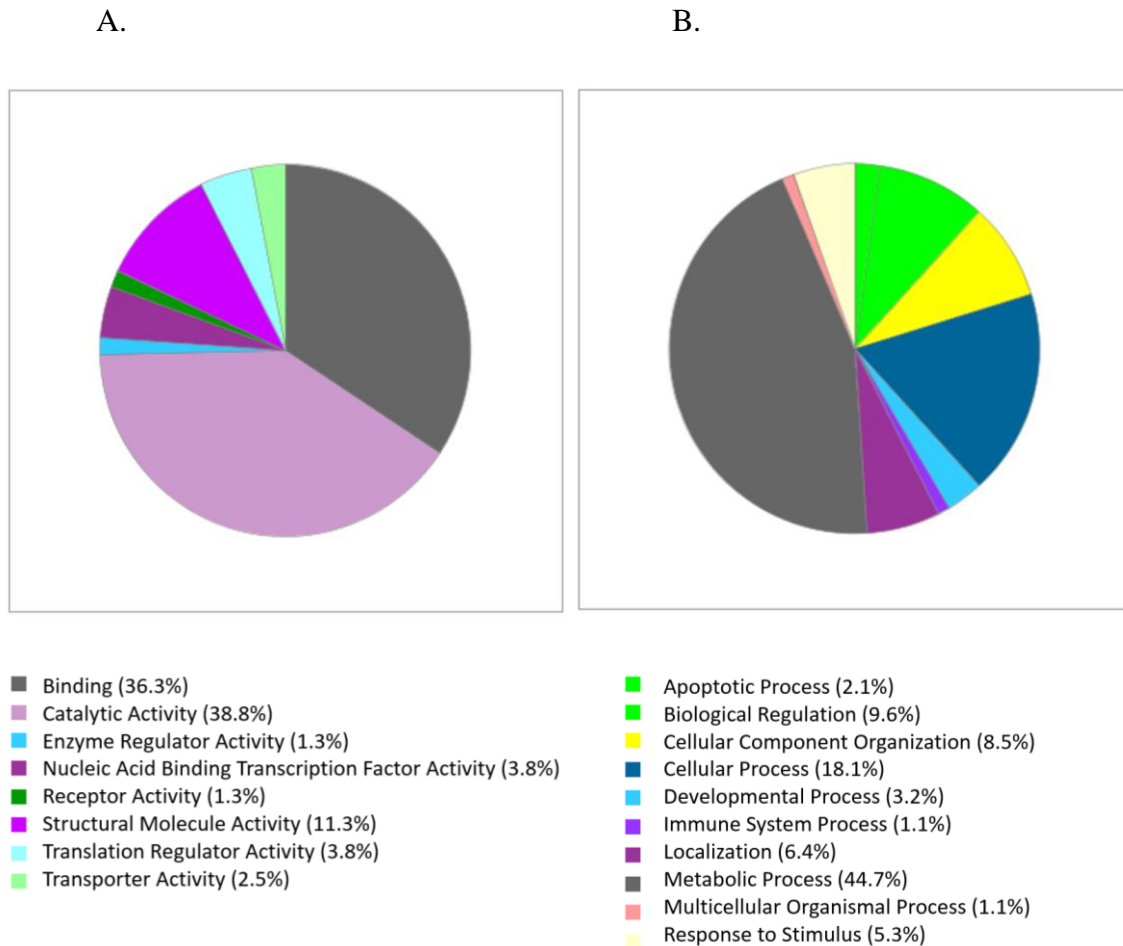 A.
B.
Binding (36.3%)
Catalytic Activity (38.8%)
Enzyme Regulator Activity (1.3%)
Nucleic Acid Binding Transcription Factor Activity (3.8%)
Receptor Activity (1.3%)
Structural Molecule Activity (11.3%)
Translation Regulator Activity (3.8%)
Transporter Activity (2.5%)
Apoptotic Process (2.1%)
Biological Regulation (9.6%)
Cellular Component Organization (8.5%)
Cellular Process (18.1%)
Developmental Process (3.2%)
Immune System Process (1.1%)
Localization (6.4%)
Metabolic Process (44.7%)
Multicellular Organismal Process (1.1%)
Response to Stimulus (5.3%)